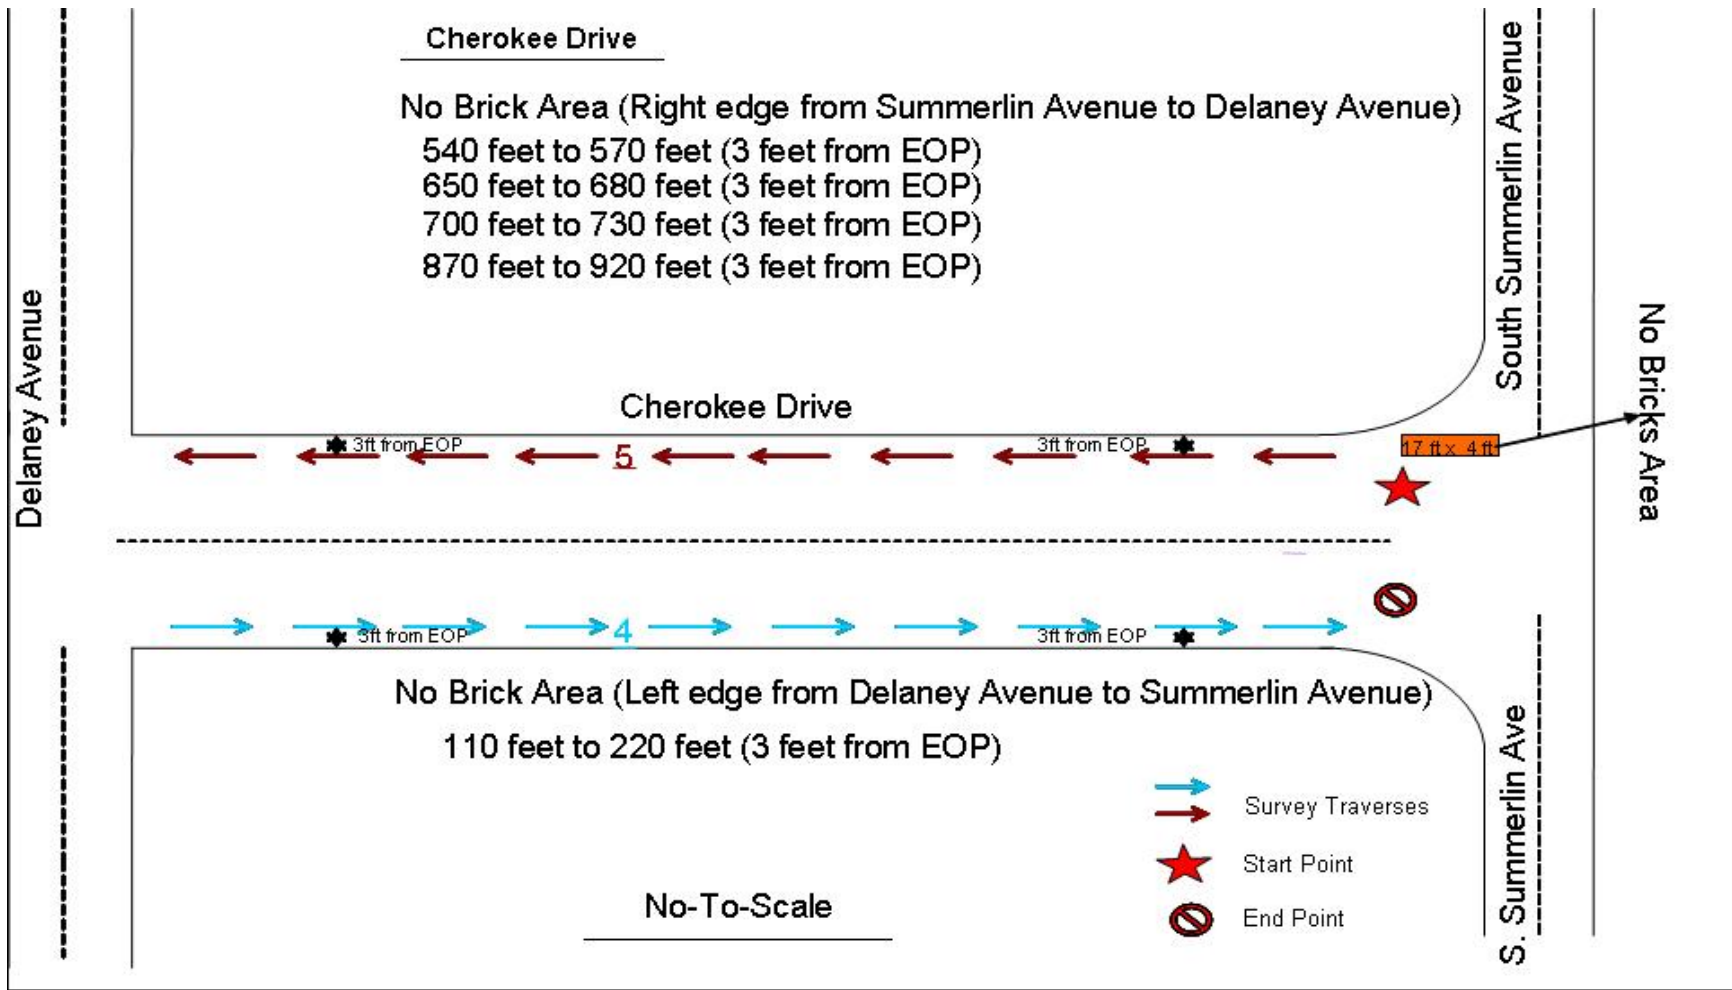 Cherokee Drive
No Brick Area (Right edge from Summerlin Avenue to Delaney Avenue)
540 feet to 570 feet (3 feet from EOP)
650 feet to 680 feet (3 feet from EOP)
700 feet to 730 feet (3 feet from EOP)
870 feet to 920 feet (3 feet from EOP)
South Summerlin Avenue
Delaney Avenue
No Bricks Area
Cherokee Drive
3ft from EOP
5
3ft from EOP
17 ft x 4 ft
3ft from EOP
4
3ft from EOP
No Brick Area (Left edge from Delaney Avenue to Summerlin Avenue)
110 feet to 220 feet (3 feet from EOP)
S. Summerlin Ave
Survey Traverses
Start Point
End Point
No-To-Scale